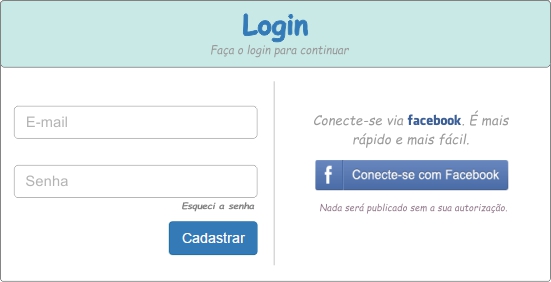 Login
Faça o login para continuar
E-mail
Senha
Esqueci a senha
Cadastrar
Conecte-se via facebook. É mais
rápido e mais fácil.
f Conecte-se com Facebook
Nada será publicado sem a sua autorização.